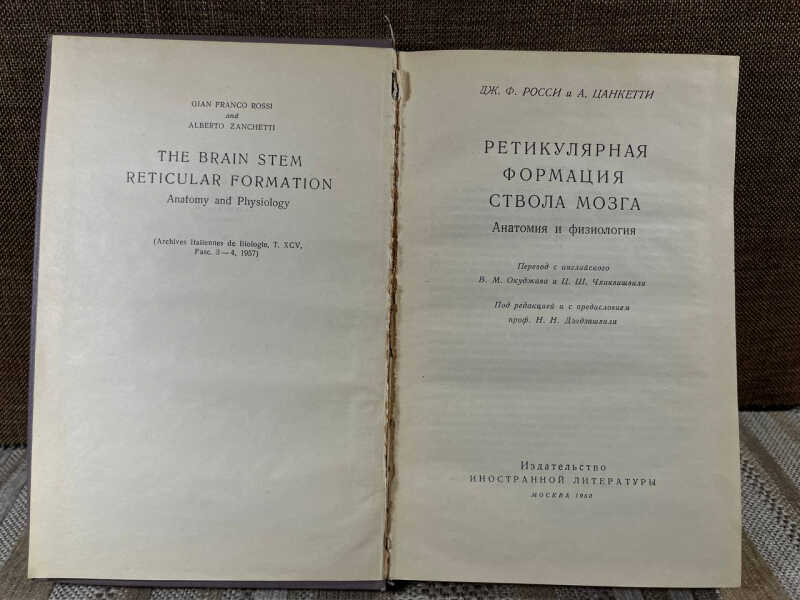 GIAN FRANCO ROSSI
and
ALBERTO ZANCHETTI
THE BRAIN STEM
RETICULAR FORMATION
Anatomy and Physiology
(Archives Italiennes de Biologie, T. XCV,
Fasc. 3—4, 1957)
ДЖ. Ф. РОССИ и А. ЦАНКЕТТИ
РЕТИКУЛЯРНАЯ
ФОРМАЦИЯ
СТВОЛА МОЗГА
Анатомия и физиология
Перевод с английского
В. М. Окуджава и Ц. Ш. Чхиквишвили
Под редакцией и с предисловием
проф. Н. Н. Дзидзишвили
Издательство
ИНОСТРАННОЙ ЛИТЕРАТУРЫ
МОСКВА 1960